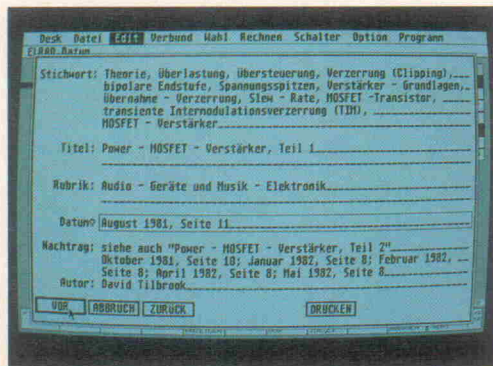 Desk Datei Edit Verbund Wahl Rechnen Schalter Option Programm
ELRAD.Datum
Stichwort: Theorie, Überlastung, Übersteuerung, Verzerrung (Clipping),
bipolare Endstufe, Spannungsspitzen, Verstärker - Grundlagen,
Übernahme - Verzerrung, Slew - Rate, MOSFET -Transistor,
transiente Intermodulationsverzerrung (TIM),
MOSFET - Verstärker
Titel: Power - MOSFET - Verstärker, Teil 1
Rubrik: Audio - Geräte und Musik - Elektronik
Datum◊ August 1981, Seite 11
Nachtrag: siehe auch "Power - MOSFET - Verstärker, Teil 2"
Oktober 1981, Seite 10; Januar 1982, Seite 8; Februar 1982,
Seite 8; April 1982, Seite 8; Mai 1982, Seite 8
Autor: David Tilbrook
VOR ABBRUCH ZURÜCK DRUCKEN